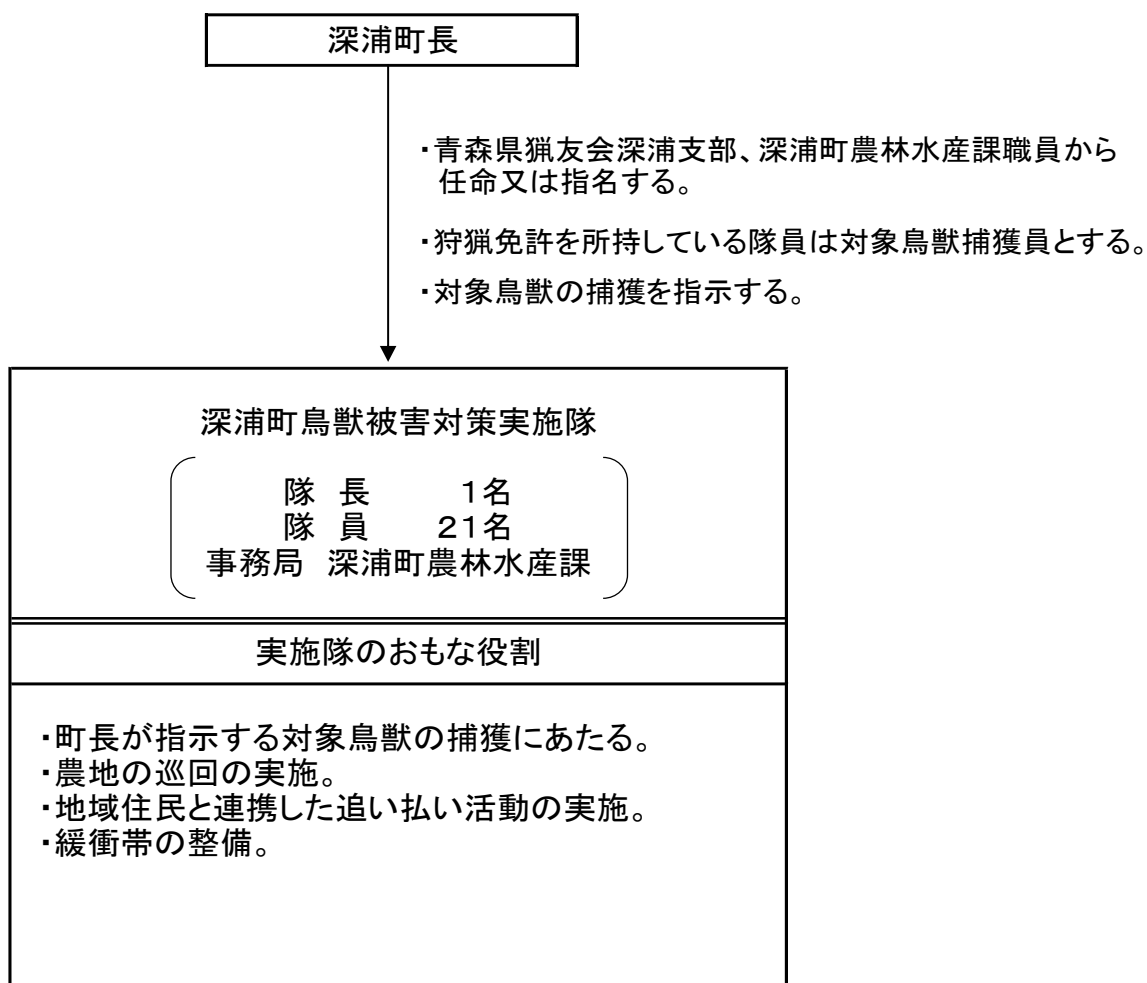 深浦町長
・青森県猟友会深浦支部、深浦町農林水産課職員から
任命又は指名する。
・狩猟免許を所持している隊員は対象鳥獣捕獲員とする。
・対象鳥獣の捕獲を指示する。
深浦町鳥獣被害対策実施隊
隊 長 1名
隊 員 21名
事務局 深浦町農林水産課
実施隊のおもな役割
・町長が指示する対象鳥獣の捕獲にあたる。
・農地の巡回の実施。
・地域住民と連携した追い払い活動の実施。
・緩衝帯の整備。